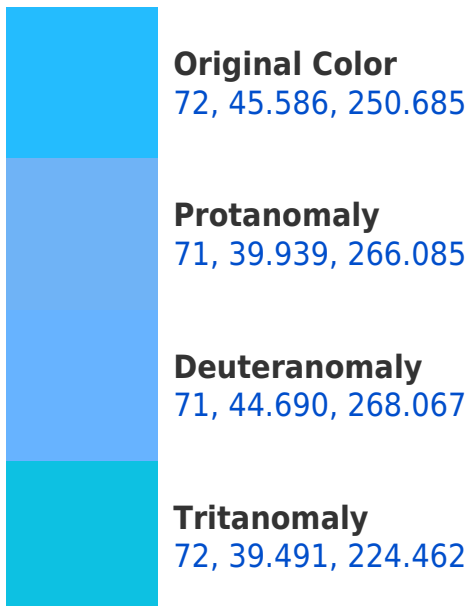 Original Color
72, 45.586, 250.685
Protanomaly
71, 39.939, 266.085
Deuteranomaly
71, 44.690, 268.067
Tritanomaly
72, 39.491, 224.462